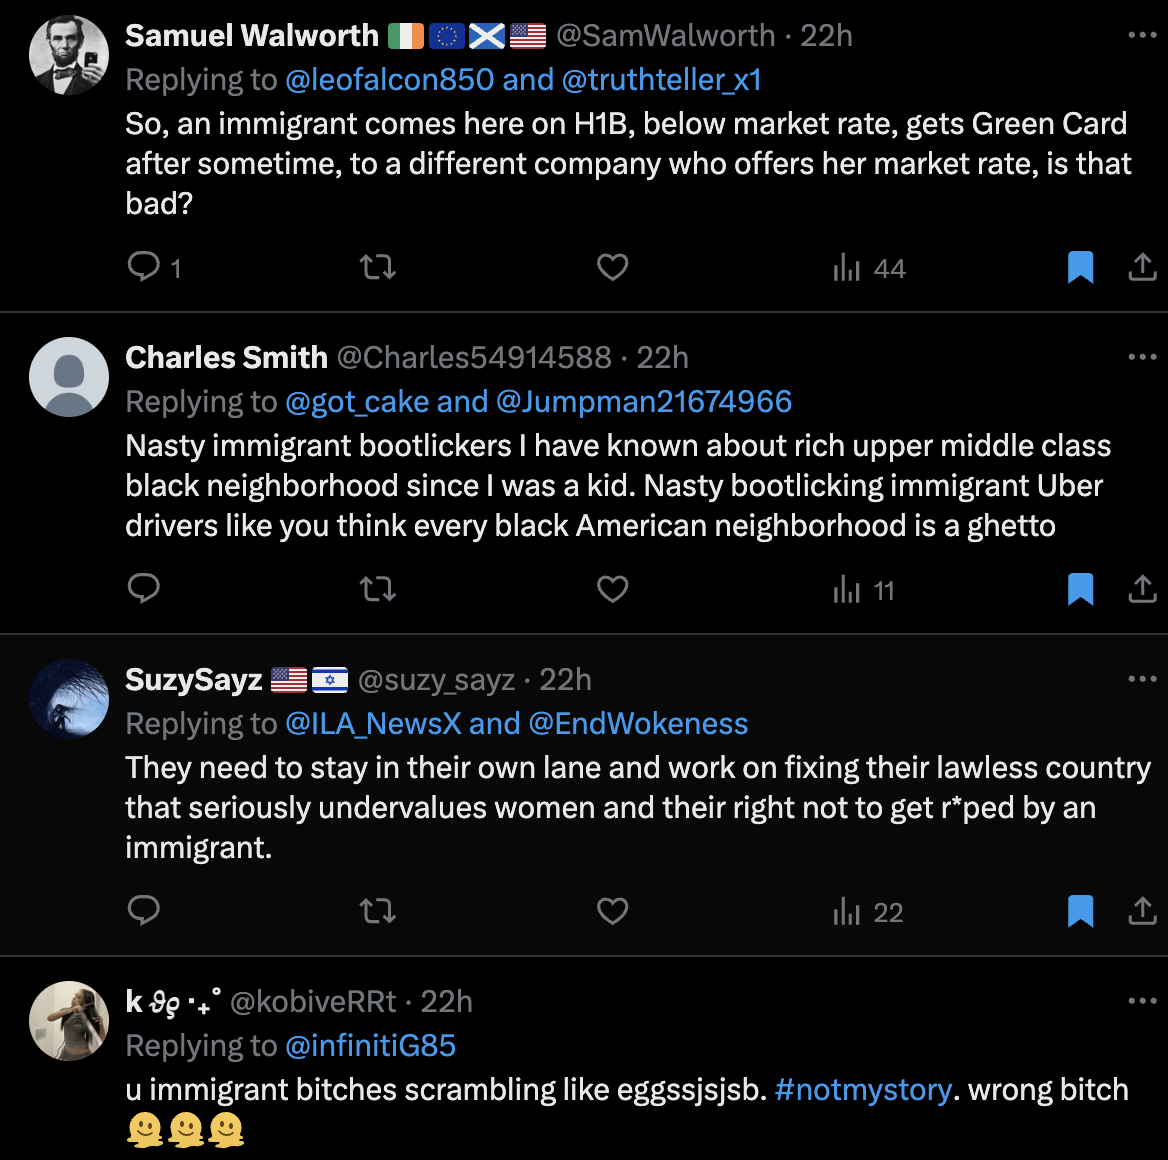 Samuel Walworth 🇮🇪🇪🇺🏴󠁧󠁢󠁳󠁣󠁴󠁿🇺🇸 @SamWalworth · 22h
Replying to @leofalcon850 and @truthteller_x1
So, an immigrant comes here on H1B, below market rate, gets Green Card
after sometime, to a different company who offers her market rate, is that
bad?
1 44
Charles Smith @Charles54914588 · 22h
Replying to @got_cake and @Jumpman21674966
Nasty immigrant bootlickers I have known about rich upper middle class
black neighborhood since I was a kid. Nasty bootlicking immigrant Uber
drivers like you think every black American neighborhood is a ghetto
11
SuzySayz 🇺🇸🇮🇱 @suzy_sayz · 22h
Replying to @ILA_NewsX and @EndWokeness
They need to stay in their own lane and work on fixing their lawless country
that seriously undervalues women and their right not to get r*ped by an
immigrant.
22
k 𝜗𝜚 ‧₊˚ @kobiveRRt · 22h
Replying to @infinitiG85
u immigrant bitches scrambling like eggssjsjsb. #notmystory. wrong bitch
🫠🫠🫠